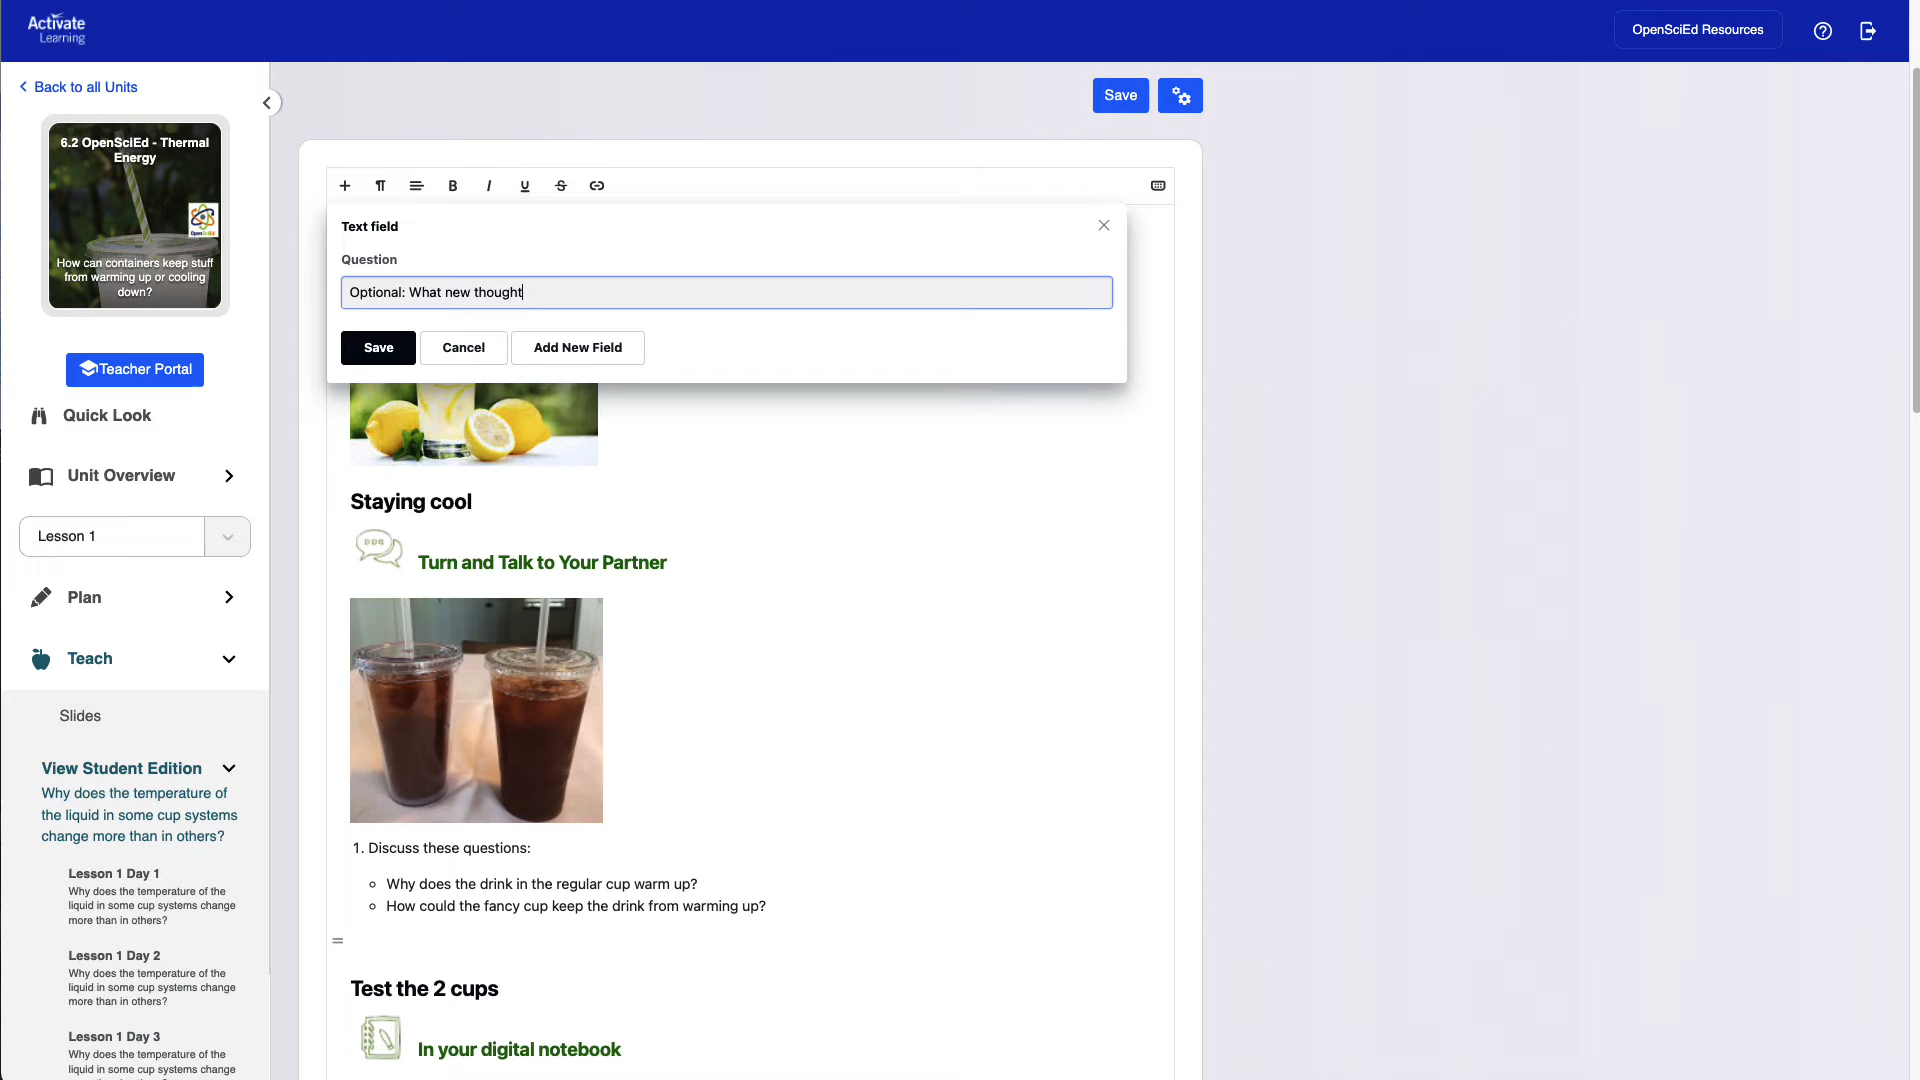 Activate
Learning
OpenSciEd Resources
Back to all Units
Save
6.2 OpenSciEd - Thermal
Energy
OpenSciEd
How can containers keep stuff
from warming up or cooling
down?
Text field
Question
Optional: What new thought
Save
Cancel
Add New Field
Teacher Portal
Quick Look
Unit Overview
Lesson 1
Plan
Teach
Slides
View Student Edition
Why does the temperature of
the liquid in some cup systems
change more than in others?
Lesson 1 Day 1
Why does the temperature of the
liquid in some cup systems change
more than in others?
Lesson 1 Day 2
Why does the temperature of the
liquid in some cup systems change
more than in others?
Lesson 1 Day 3
Why does the temperature of the
liquid in some cup systems change
Staying cool
Turn and Talk to Your Partner
1. Discuss these questions:
Why does the drink in the regular cup warm up?
How could the fancy cup keep the drink from warming up?
Test the 2 cups
In your digital notebook